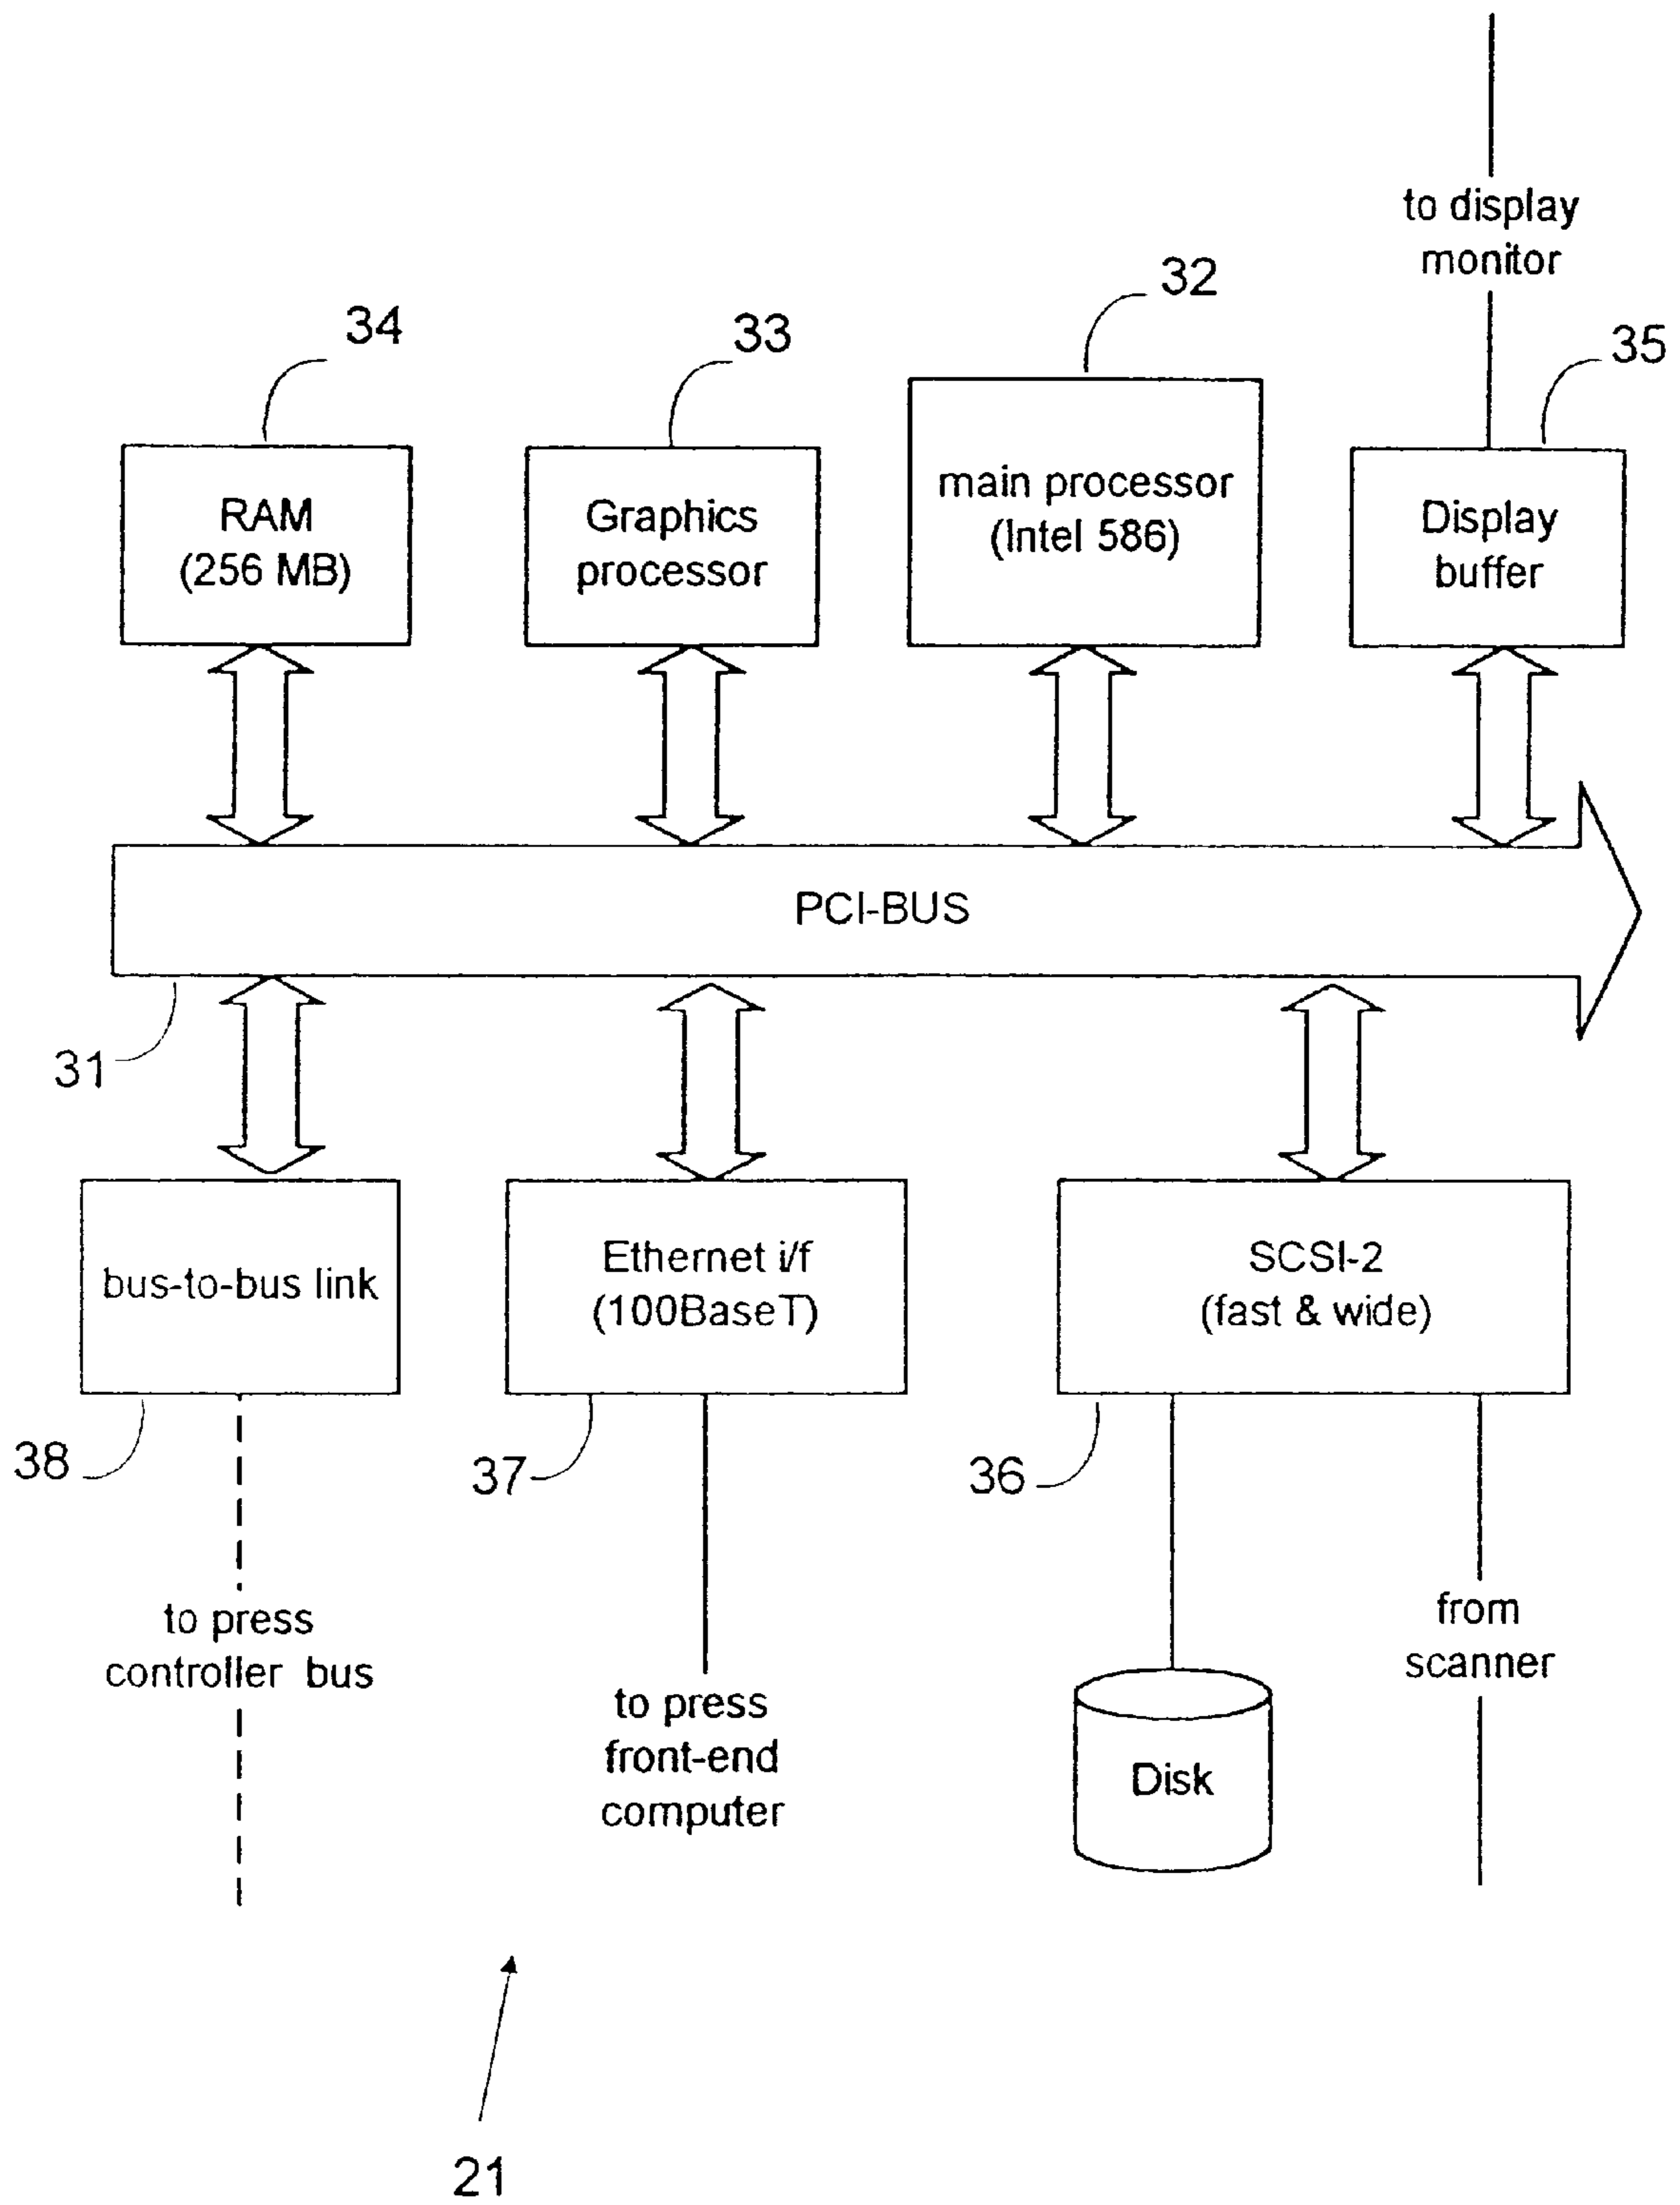 to display
monitor
32
34
33
35
RAM
(256 MB)
Graphics
processor
main processor
(Intel 586)
Display
buffer
PCI-BUS
31
bus-to-bus link
Ethernet i/f
(100BaseT)
SCSI-2
(fast & wide)
38
37
36
to press
controller bus
to press
front-end
computer
Disk
from
scanner
21